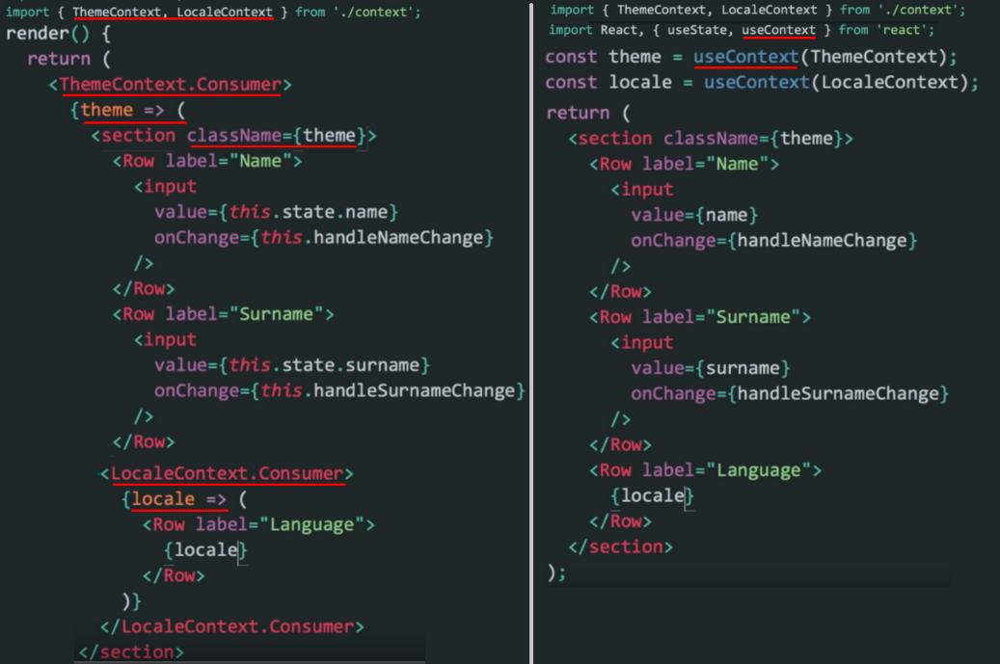 import { ThemeContext, LocaleContext } from './context';
render() {
return (
<ThemeContext.Consumer>
{theme => (
<section className={theme}>
<Row label="Name">
<input
value={this.state.name}
onChange={this.handleNameChange}
/>
</Row>
<Row label="Surname">
<input
value={this.state.surname}
onChange={this.handleSurnameChange}
/>
</Row>
<LocaleContext.Consumer>
{locale => (
<Row label="Language">
{locale}
</Row>
)}
</LocaleContext.Consumer>
</section>
import { ThemeContext, LocaleContext } from './context';
import React, { useState, useContext } from 'react';
const theme = useContext(ThemeContext);
const locale = useContext(LocaleContext);
return (
<section className={theme}>
<Row label="Name">
<input
value={name}
onChange={handleNameChange}
/>
</Row>
<Row label="Surname">
<input
value={surname}
onChange={handleSurnameChange}
/>
</Row>
<Row label="Language">
{locale}
</Row>
</section>
);